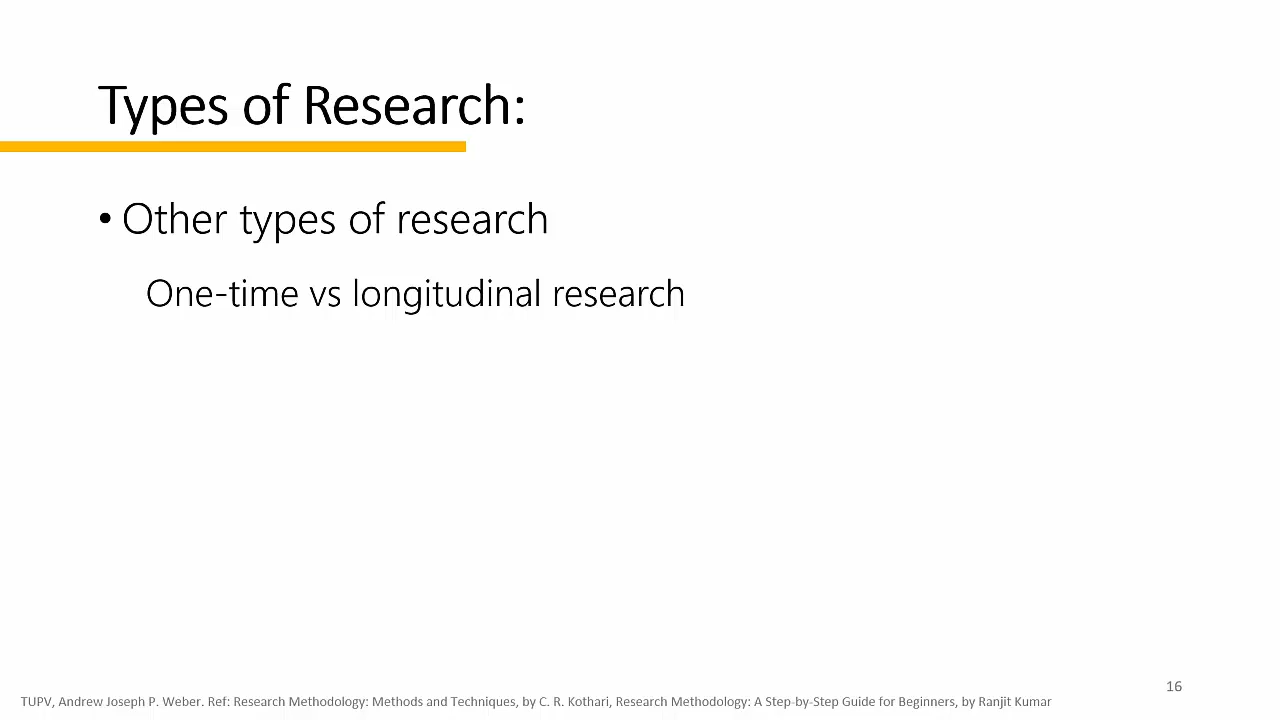 Types of Research:
• Other types of research
One-time vs longitudinal research
16
TUPV, Andrew Joseph P. Weber. Ref: Research Methodology: Methods and Techniques, by C. R. Kothari, Research Methodology: A Step-by-Step Guide for Beginners, by Ranjit Kumar